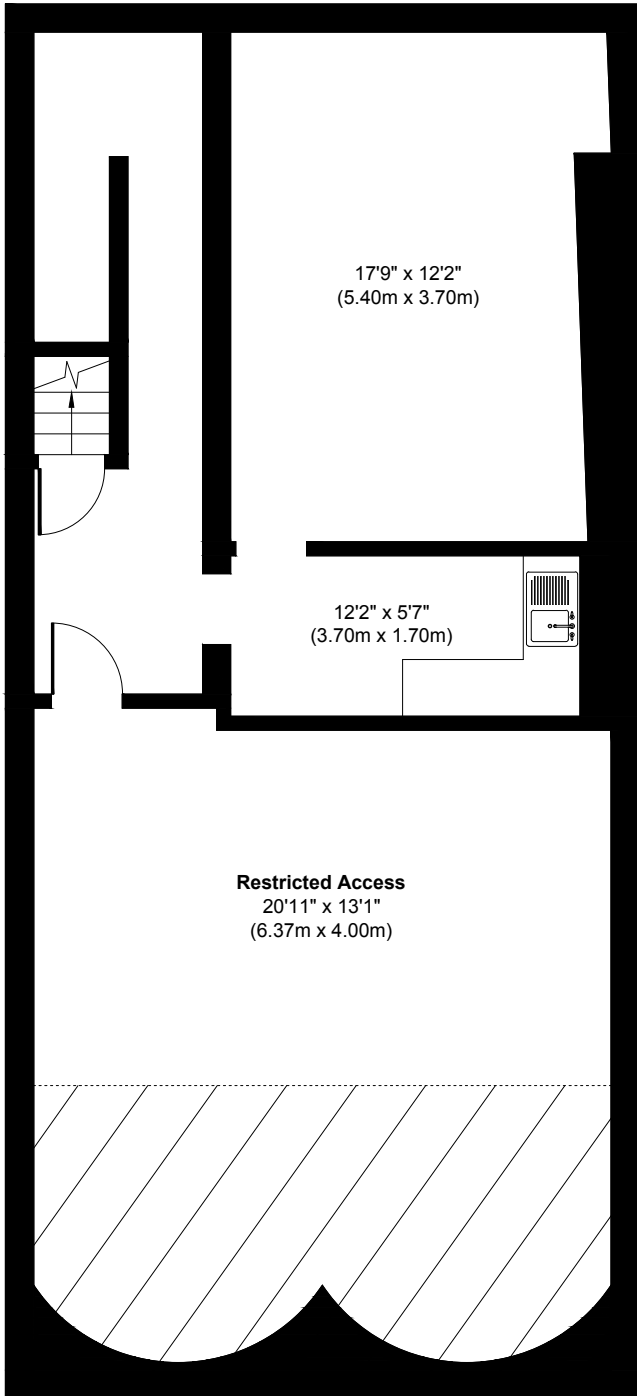 17'9" x 12'2"
(5.40m x 3.70m)
12'2" x 5'7"
(3.70m x 1.70m)
Restricted Access
20'11" x 13'1"
(6.37m x 4.00m)